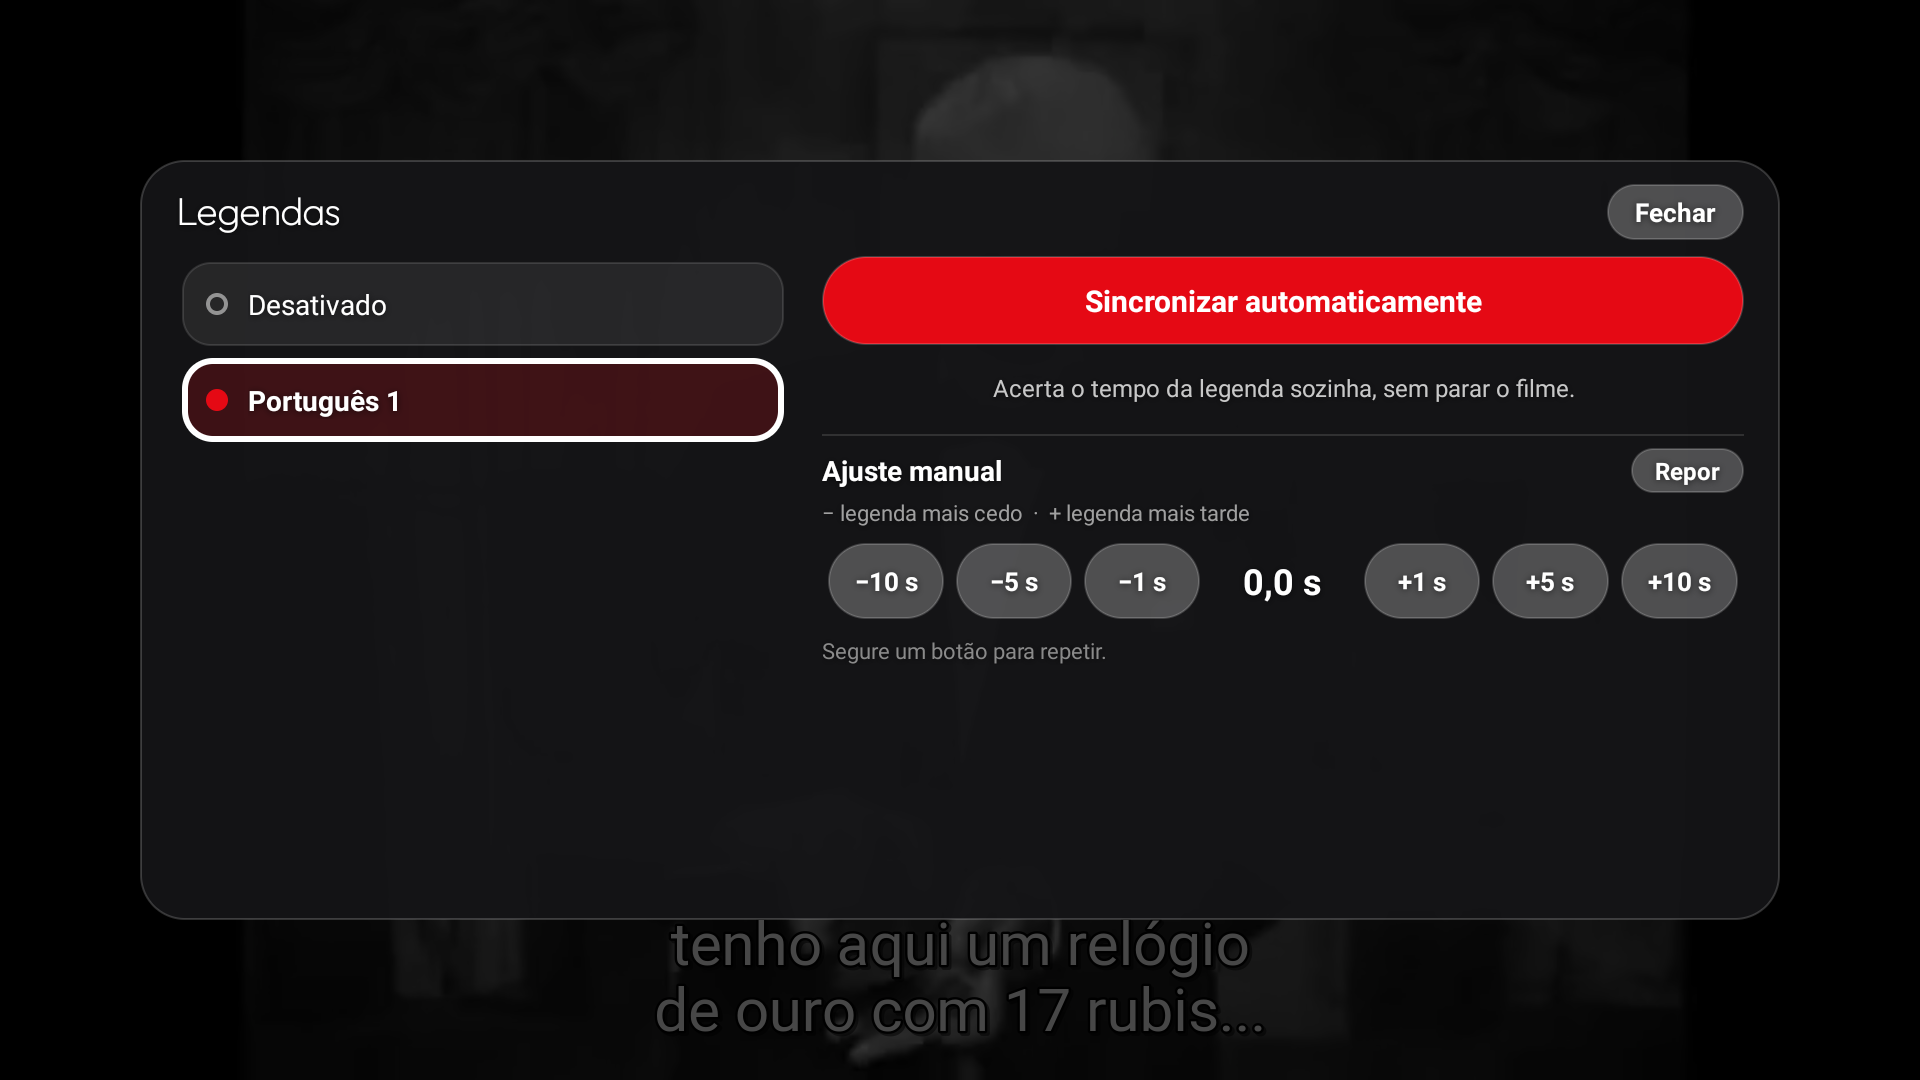 Legendas
Fechar
Desativado
Português 1
Sincronizar automaticamente
Acerta o tempo da legenda sozinha, sem parar o filme.
Ajuste manual
Repor
− legenda mais cedo · + legenda mais tarde
−10 s −5 s −1 s 0,0 s +1 s +5 s +10 s
Segure um botão para repetir.
tenho aqui um relógio
de ouro com 17 rubis...